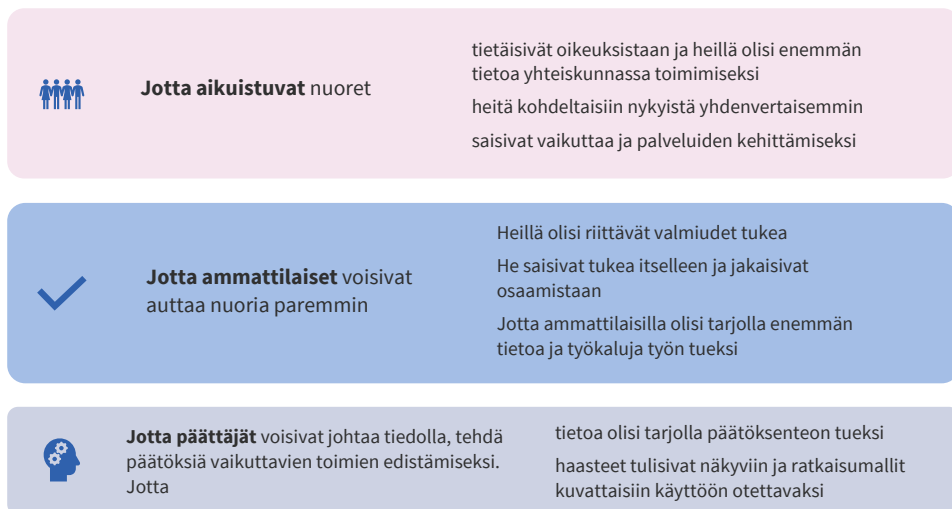 Jotta aikuistuvat nuoret
tietäisivät oikeuksistaan ja heillä olisi enemmän
tietoa yhteiskunnassa toimimiseksi
heitä kohdeltaisiin nykyistä yhdenvertaisemmin
saisivat vaikuttaa ja palveluiden kehittämiseksi
Jotta ammattilaiset voisivat
auttaa nuoria paremmin
Heillä olisi riittävät valmiudet tukea
He saisivat tukea itselleen ja jakaisivat
osaamistaan
Jotta ammattilaisilla olisi tarjolla enemmän
tietoa ja työkaluja työn tueksi
Jotta päättäjät voisivat johtaa tiedolla, tehdä
päätöksiä vaikuttavien toimien edistämiseksi.
Jotta
tietoa olisi tarjolla päätöksenteon tueksi
haasteet tulisivat näkyviin ja ratkaisumallit
kuvattaisiin käyttöön otettavaksi